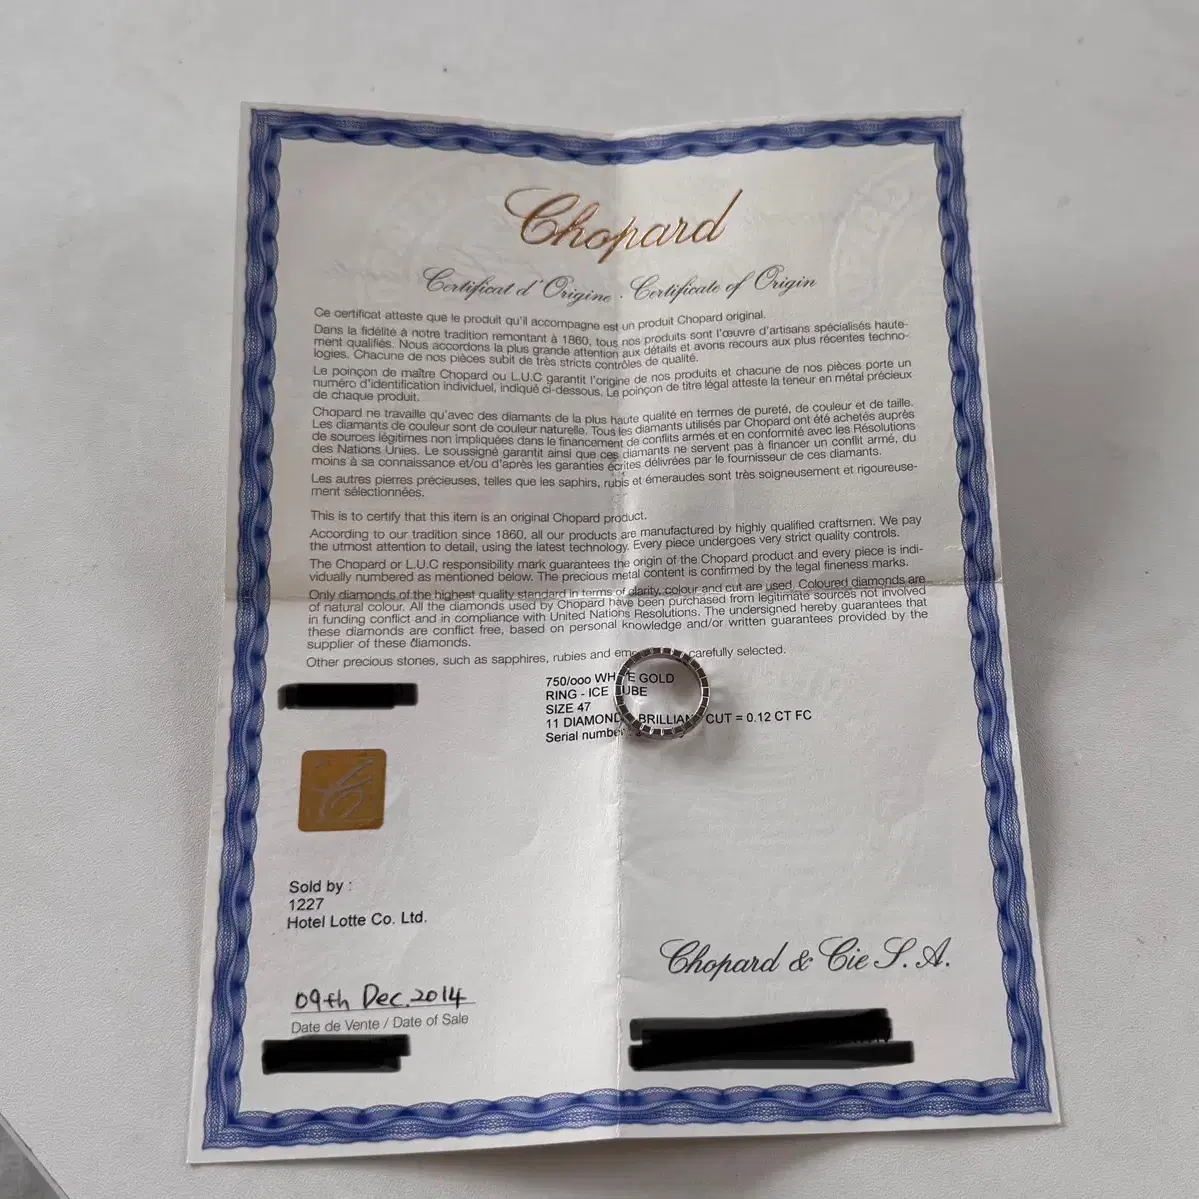 Chopard
Certificat d'Origine · Certificate of Origin
Ce certificat atteste que le produit qu'il accompagne est un produit Chopard original.
Dans la fidélité à notre tradition remontant à 1860, tous nos produits sont l'œuvre d'artisans spécialisés haute-
ment qualifiés. Nous accordons la plus grande attention aux détails et avons recours aux plus récentes techno-
logies. Chacune de nos pièces subit de très stricts contrôles de qualité.
Le poinçon de maître Chopard ou L.U.C garantit l'origine de nos produits et chacune de nos pièces porte un
numéro d'identification individuel, indiqué ci-dessous. Le poinçon de titre légal atteste la teneur en métal précieux
de chaque produit.
Chopard ne travaille qu'avec des diamants de la plus haute qualité en termes de pureté, de couleur et de taille.
Les diamants de couleur sont de couleur naturelle. Tous les diamants utilisés par Chopard ont été achetés auprès
de sources légitimes non impliquées dans le financement de conflits armés et en conformité avec les Résolutions
des Nations Unies. Le soussigné garantit ainsi que ces diamants ne servent pas à financer un conflit armé, du
moins à sa connaissance et/ou d'après les garanties écrites délivrées par le fournisseur de ces diamants.
Les autres pierres précieuses, telles que les saphirs, rubis et émeraudes sont très soigneusement et rigoureuse-
ment sélectionnées.
This is to certify that this item is an original Chopard product.
According to our tradition since 1860, all our products are manufactured by highly qualified craftsmen. We pay
the utmost attention to detail, using the latest technology. Every piece undergoes very strict quality controls.
The Chopard or L.U.C responsibility mark guarantees the origin of the Chopard product and every piece is indi-
vidually numbered as mentioned below. The precious metal content is confirmed by the legal fineness marks.
Only diamonds of the highest quality standard in terms of clarity, colour and cut are used. Coloured diamonds are
of natural colour. All the diamonds used by Chopard have been purchased from legitimate sources not involved
in funding conflict and in compliance with United Nations Resolutions. The undersigned hereby guarantees that
these diamonds are conflict free, based on personal knowledge and/or written guarantees provided by the
supplier of these diamonds.
Other precious stones, such as sapphires, rubies and carefully selected.
750/ooo GOLD
RING - ICE
SIZE 47
11 CUT = 0.12 CT FC
Serial number
Sold by :
1227
Hotel Lotte Co. Ltd.
Chopard & Cie S.A.
09th Dec. 2014
Date de Vente / Date of Sale